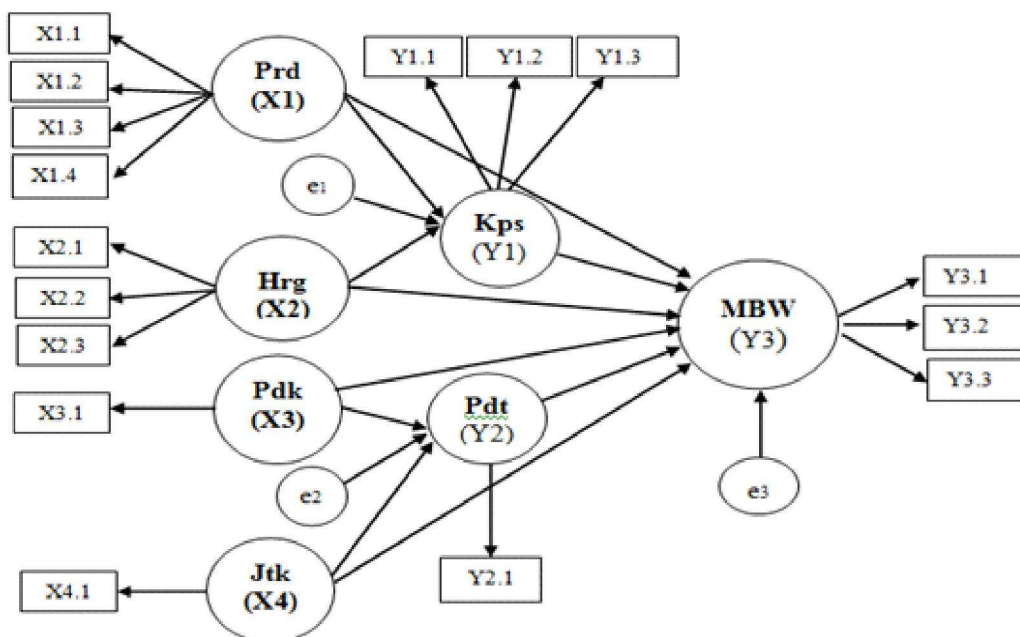 X1.1
X1.2
X1.3
X1.4
Prd
(X1)
Y1.1
Y1.2
Y1.3
e1
Kps
(Y1)
X2.1
X2.2
X2.3
Hrg
(X2)
MBW
(Y3)
Y3.1
Y3.2
Y3.3
X3.1
Pdk
(X3)
Pdt
(Y2)
e2
e3
X4.1
Jtk
(X4)
Y2.1